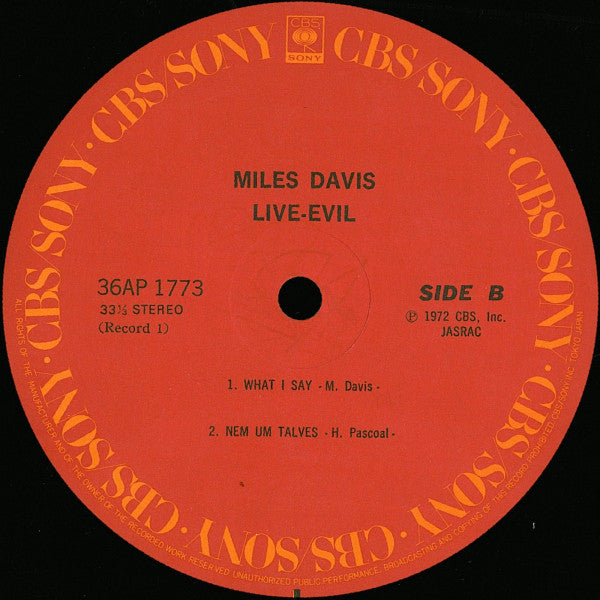 CBS
SONY
CBS/SONY · CBS/SONY · CBS/SONY · CBS/SONY · CBS/SONY · CBS/SONY · CBS/SONY · CBS/SONY
MILES DAVIS
LIVE-EVIL
36AP 1773
33⅓ STEREO
(Record 1)
SIDE B
℗ 1972 CBS, Inc.
JASRAC
1. WHAT I SAY - M. Davis -
2. NEM UM TALVES - H. Pascoal -
ALL RIGHTS OF THE MANUFACTURER AND OF THE OWNER OF THE RECORDED WORK RESERVED UNAUTHORIZED PUBLIC PERFORMANCE, BROADCASTING AND COPYING OF THIS RECORD PROHIBITED CBS/SONY INC. TOKYO JAPAN